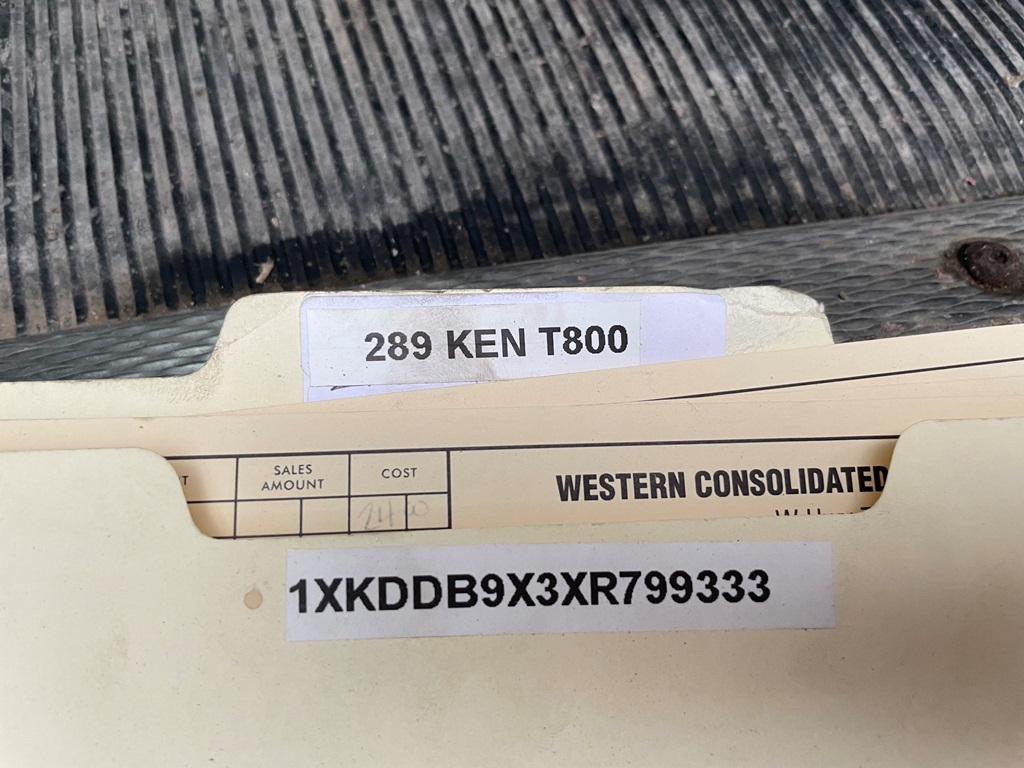 289 KEN T800
T
SALES
AMOUNT
COST
WESTERN CONSOLIDATED
1XKDDB9X3XR799333